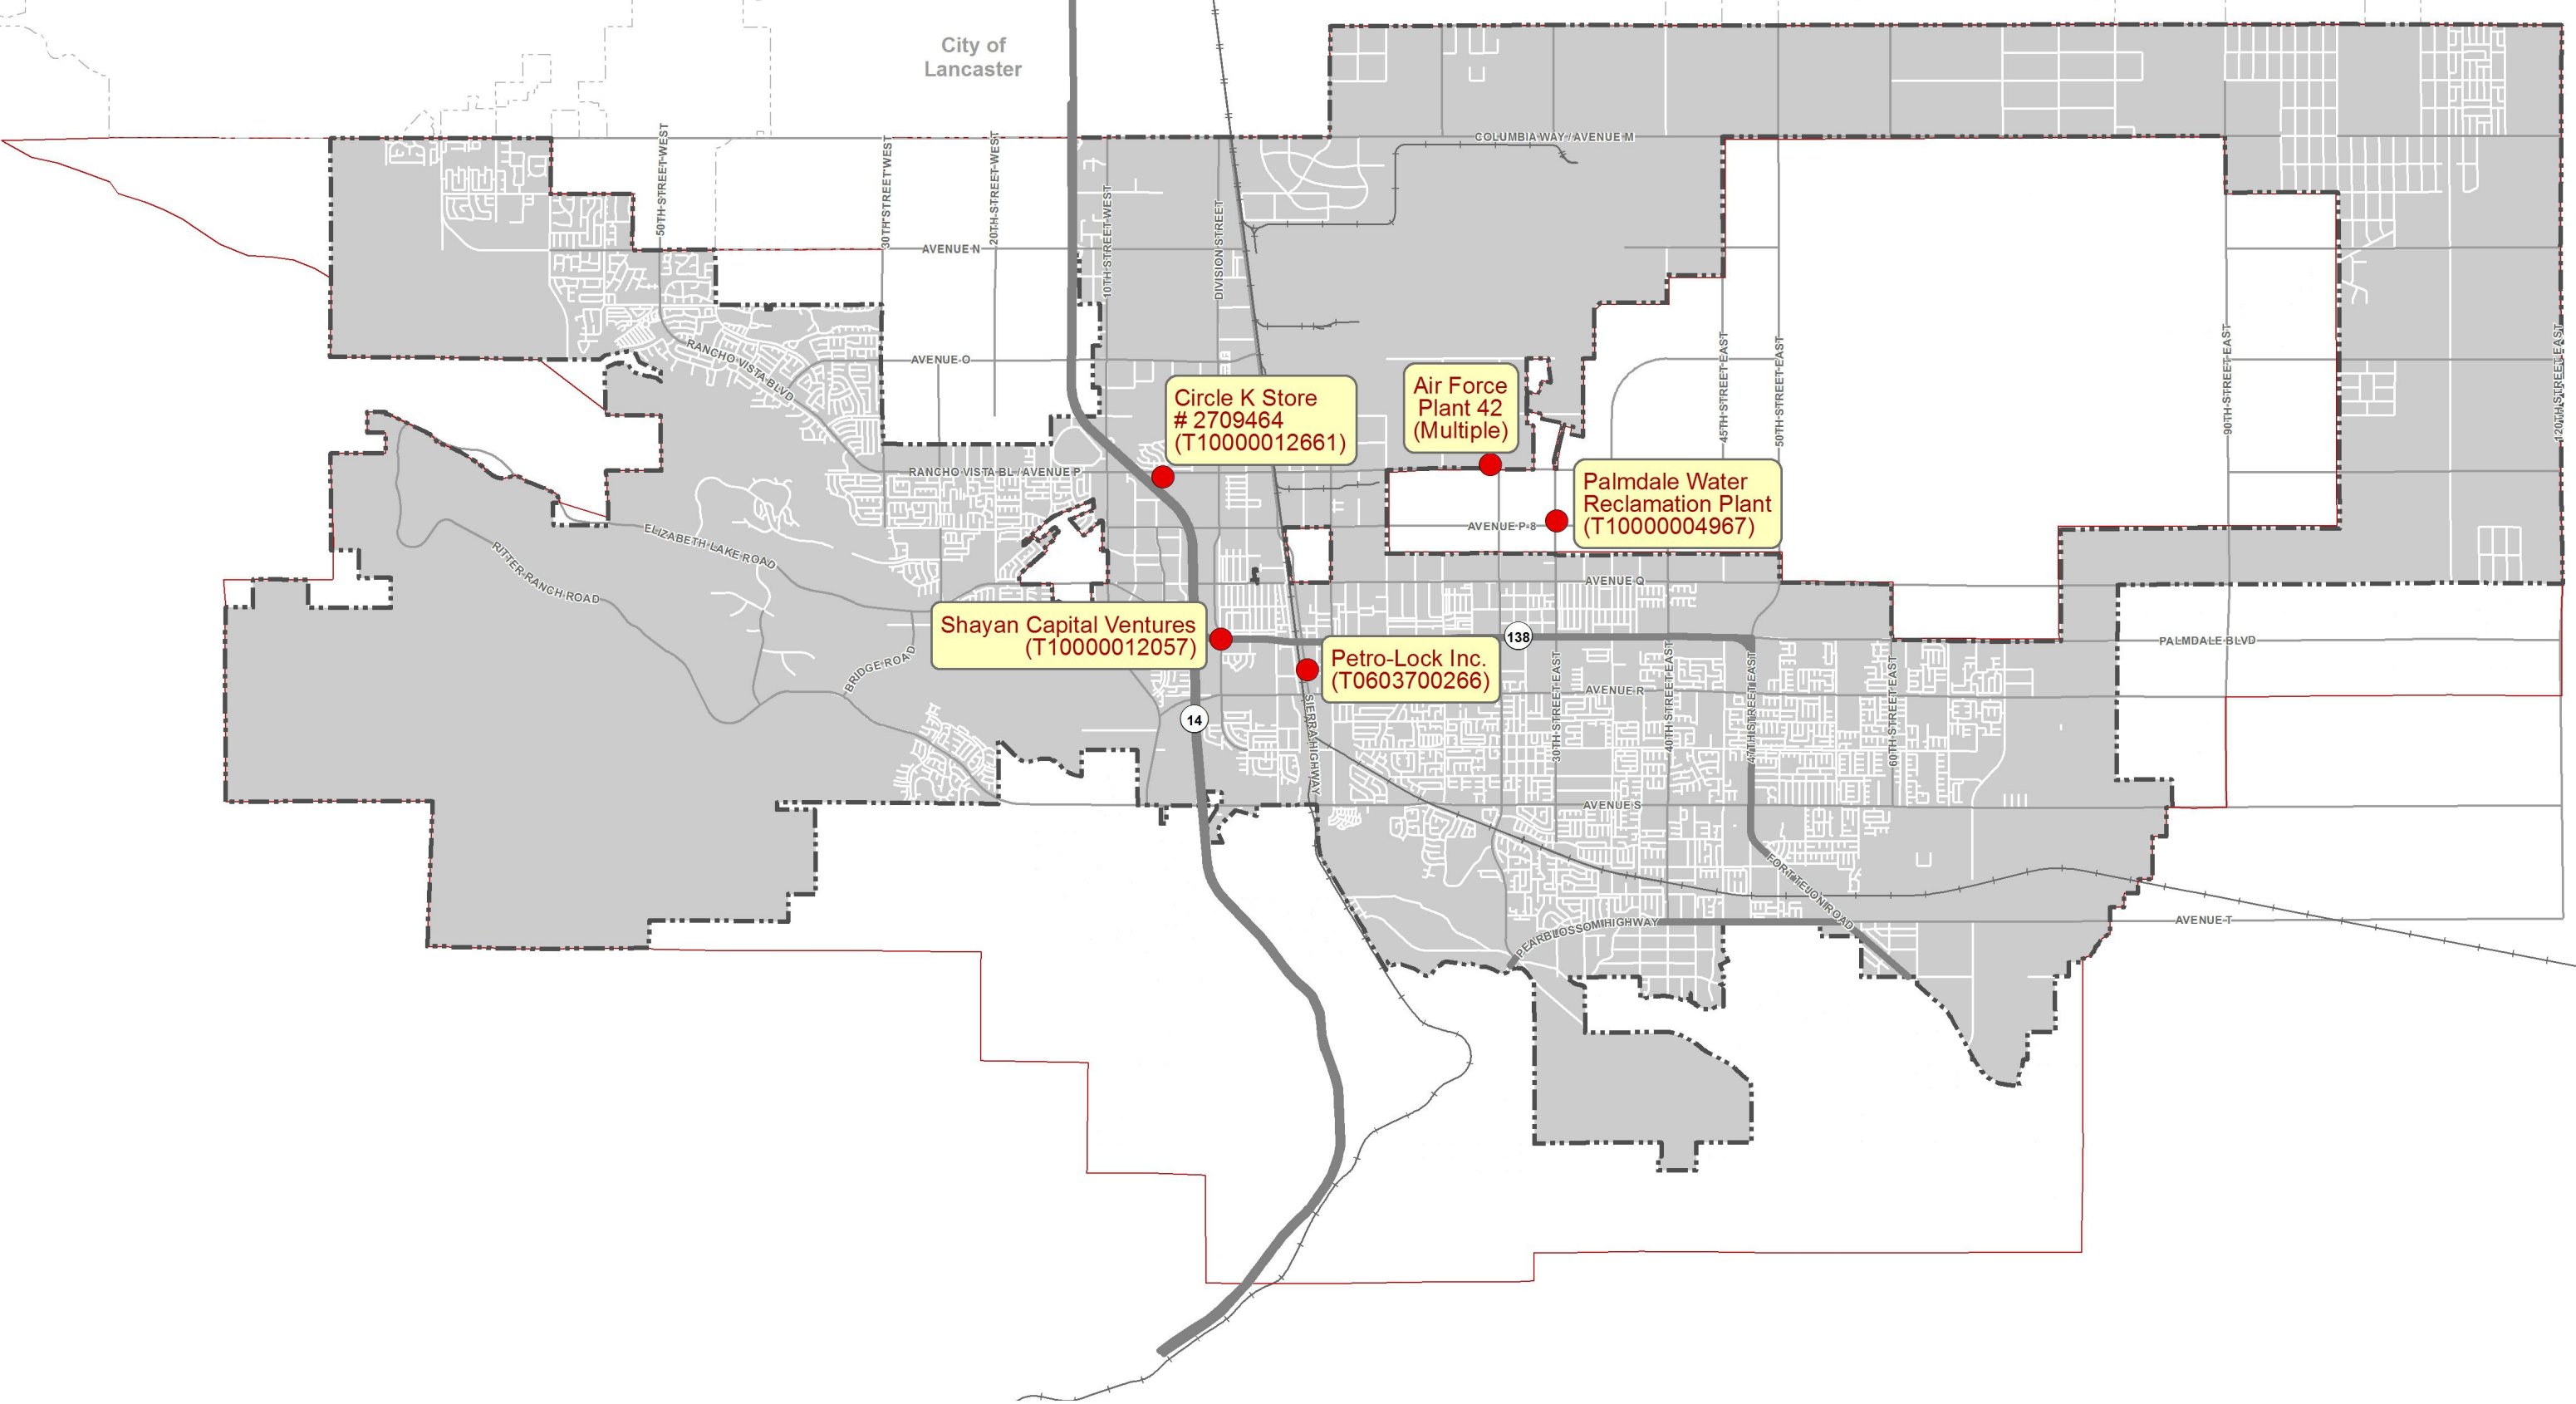 City of
Lancaster
COLUMBIA WAY / AVENUE M
50TH STREET WEST
30TH STREET WEST
20TH STREET WEST
10TH STREET WEST
DIVISION STREET
AVENUE N
RANCHO VISTA BLVD
AVENUE O
45TH STREET EAST
50TH STREET EAST
90TH STREET EAST
120TH STREET EAST
Circle K Store
# 2709464
(T10000012661)
Air Force
Plant 42
(Multiple)
RANCHO VISTA BL / AVENUE P
Palmdale Water
Reclamation Plant
(T10000004967)
AVENUE P-8
ELIZABETH LAKE ROAD
RITTER RANCH ROAD
AVENUE Q
Shayan Capital Ventures
(T10000012057)
138
PALMDALE BLVD
Petro-Lock Inc.
(T0603700266)
BRIDGE ROAD
AVENUE R
14
SIERRA HIGHWAY
30TH STREET EAST
40TH STREET EAST
47TH STREET EAST
60TH STREET EAST
AVENUE S
FORT TEJON ROAD
PEARBLOSSOM HIGHWAY
AVENUE T